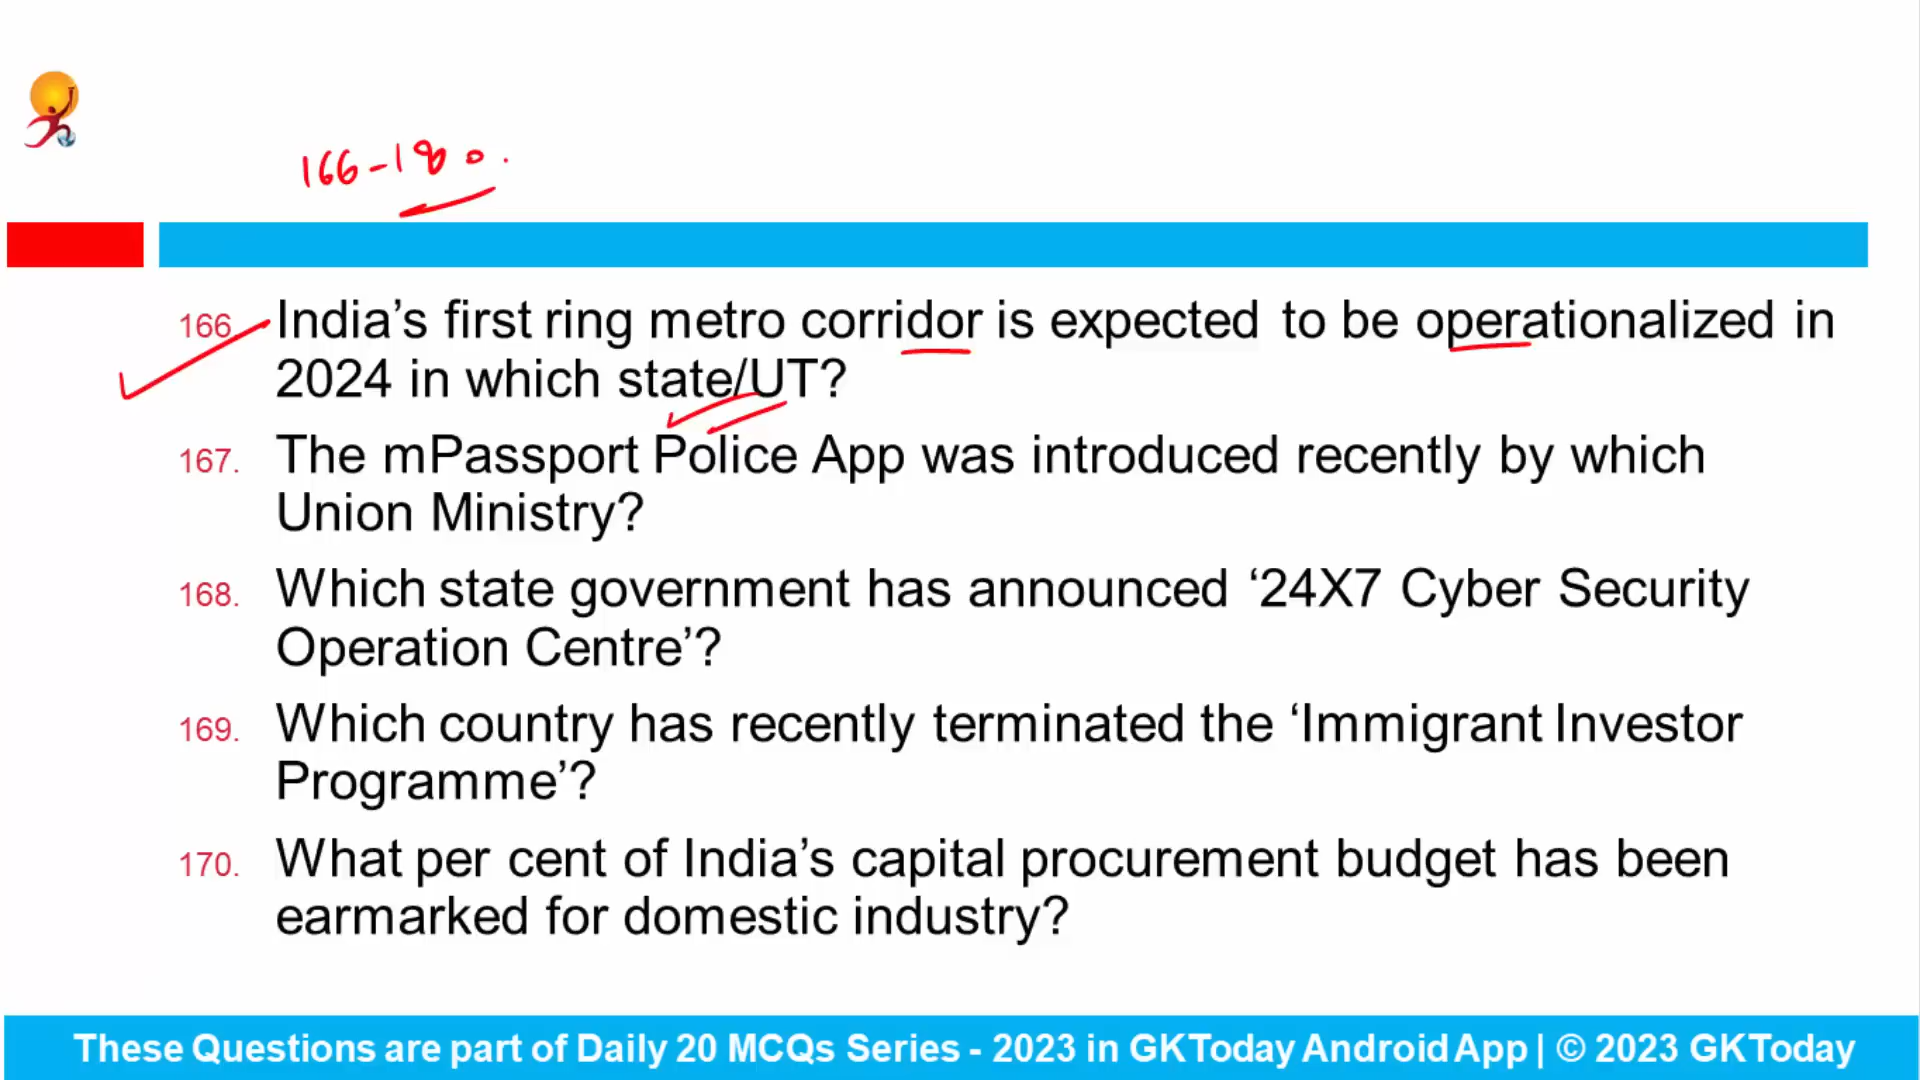 166-180.
166. India's first ring metro corridor is expected to be operationalized in
2024 in which state/UT?
167. The mPassport Police App was introduced recently by which
Union Ministry?
168. Which state government has announced ‘24X7 Cyber Security
Operation Centre’?
169. Which country has recently terminated the ‘Immigrant Investor
Programme’?
170. What per cent of India’s capital procurement budget has been
earmarked for domestic industry?
These Questions are part of Daily 20 MCQs Series - 2023 in GKToday Android App | © 2023 GKToday